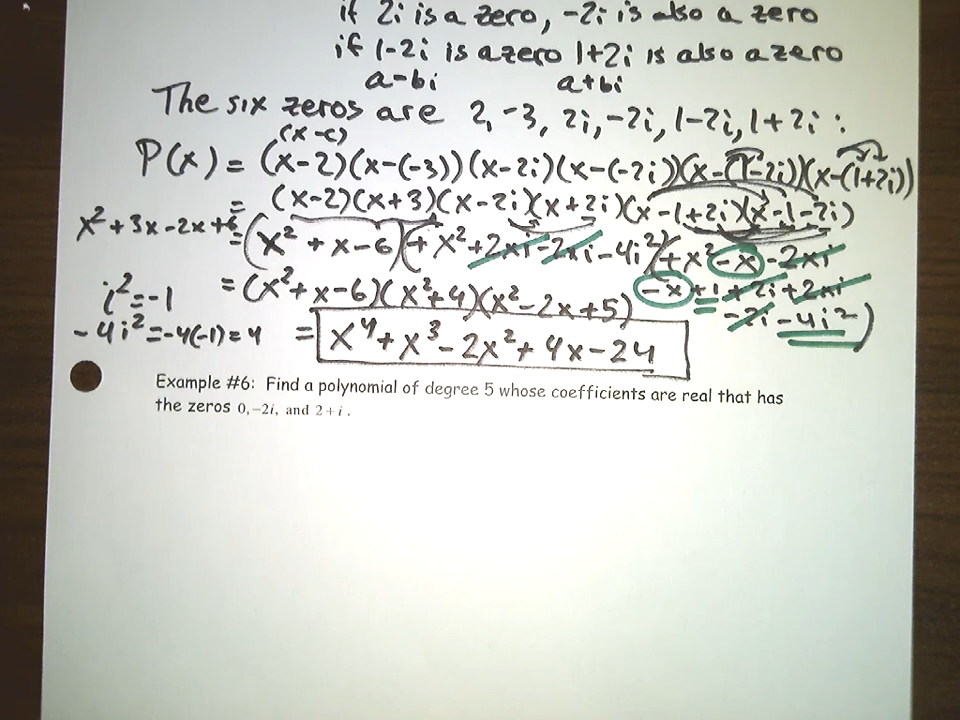 if 2i is a zero, -2i is also a zero
if 1-2i is a zero 1+2i is also a zero
a-bi a+bi
The six zeros are 2, -3, 2i, -2i, 1-2i, 1+2i :
(x-c)
P(x) = (x-2)(x-(-3))(x-2i)(x-(-2i))(x-(1-2i))(x-(1+2i))
= (x-2)(x+3)(x-2i)(x+2i)(x-1+2i)(x-1-2i)
x²+3x-2x+6
= (x²+x-6)(+x²+2xi-2xi-4i²)(+x²-x-2xi
-x+1+2i+2xi
-2i-4i²)
i²=-1 = (x²+x-6)(x²+4)(x²-2x+5)
-4i²=-4(-1)=4 = x⁴+x³-2x²+4x-24
Example #6: Find a polynomial of degree 5 whose coefficients are real that has
the zeros 0, -2i, and 2+i.